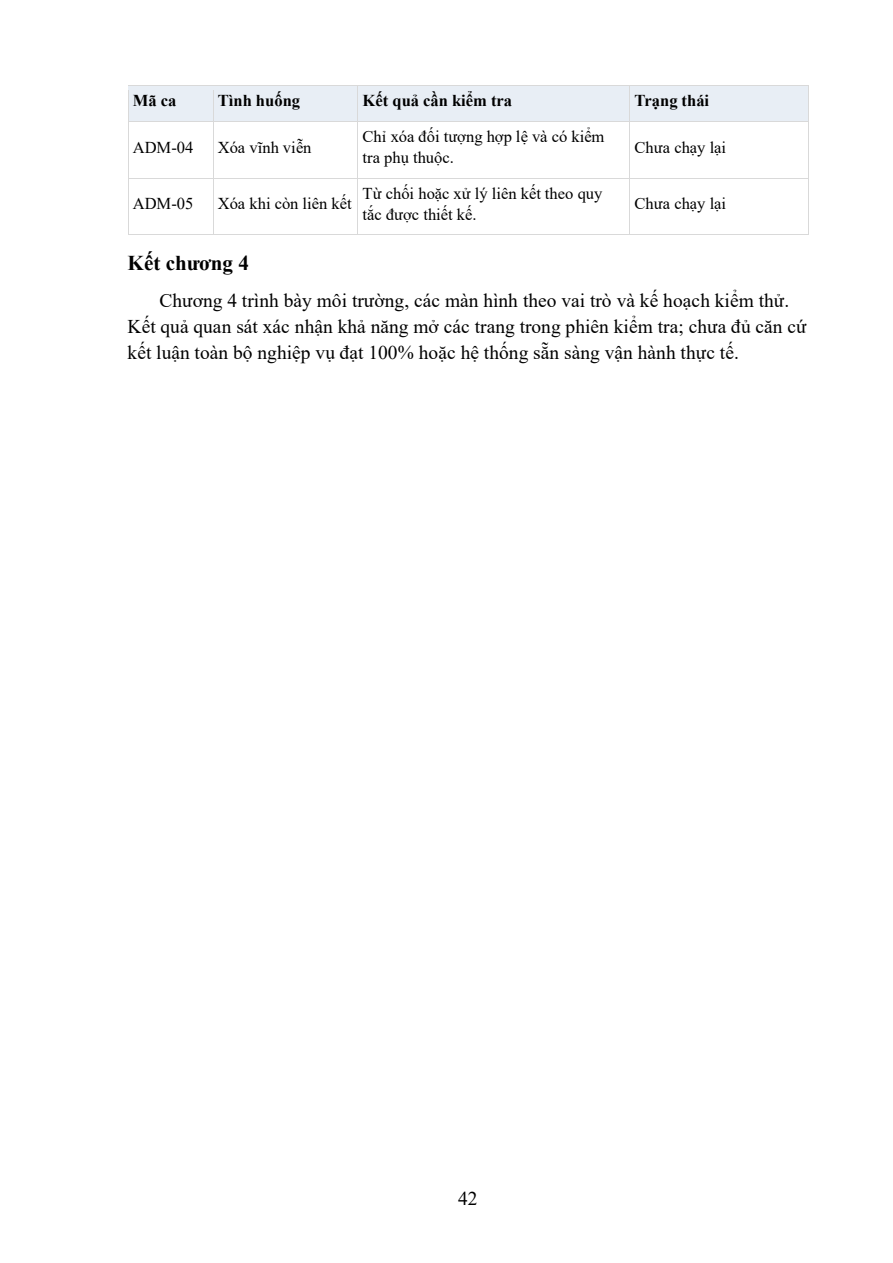 Mã ca Tình huống Kết quả cần kiểm tra Trạng thái
ADM-04 Xóa vĩnh viễn Chỉ xóa đối tượng hợp lệ và có kiểm tra phụ thuộc. Chưa chạy lại
ADM-05 Xóa khi còn liên kết Từ chối hoặc xử lý liên kết theo quy tắc được thiết kế. Chưa chạy lại
Kết chương 4
Chương 4 trình bày môi trường, các màn hình theo vai trò và kế hoạch kiểm thử.
Kết quả quan sát xác nhận khả năng mở các trang trong phiên kiểm tra; chưa đủ căn cứ
kết luận toàn bộ nghiệp vụ đạt 100% hoặc hệ thống sẵn sàng vận hành thực tế.
42